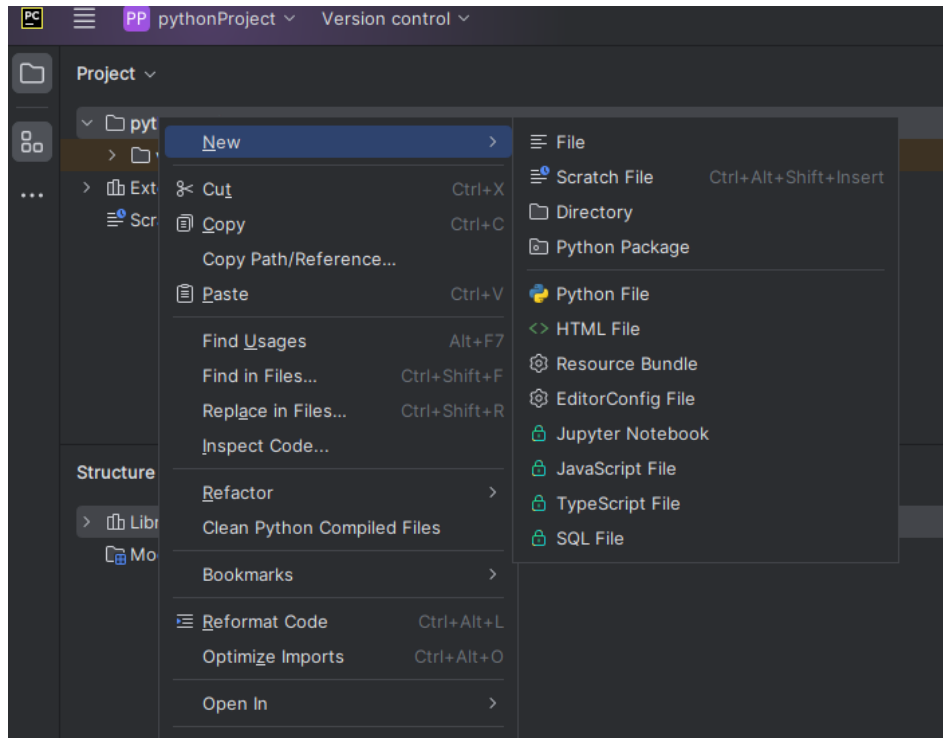 PC
PP pythonProject Version control
Project
pyt
Ext
Scr
New
Cut Ctrl+X
Copy Ctrl+C
Copy Path/Reference...
Paste Ctrl+V
Find Usages Alt+F7
Find in Files... Ctrl+Shift+F
Replace in Files... Ctrl+Shift+R
Inspect Code...
Refactor
Clean Python Compiled Files
Bookmarks
Reformat Code Ctrl+Alt+L
Optimize Imports Ctrl+Alt+O
Open In
File
Scratch File Ctrl+Alt+Shift+Insert
Directory
Python Package
Python File
HTML File
Resource Bundle
EditorConfig File
Jupyter Notebook
JavaScript File
TypeScript File
SQL File
Structure
Libr
Mo